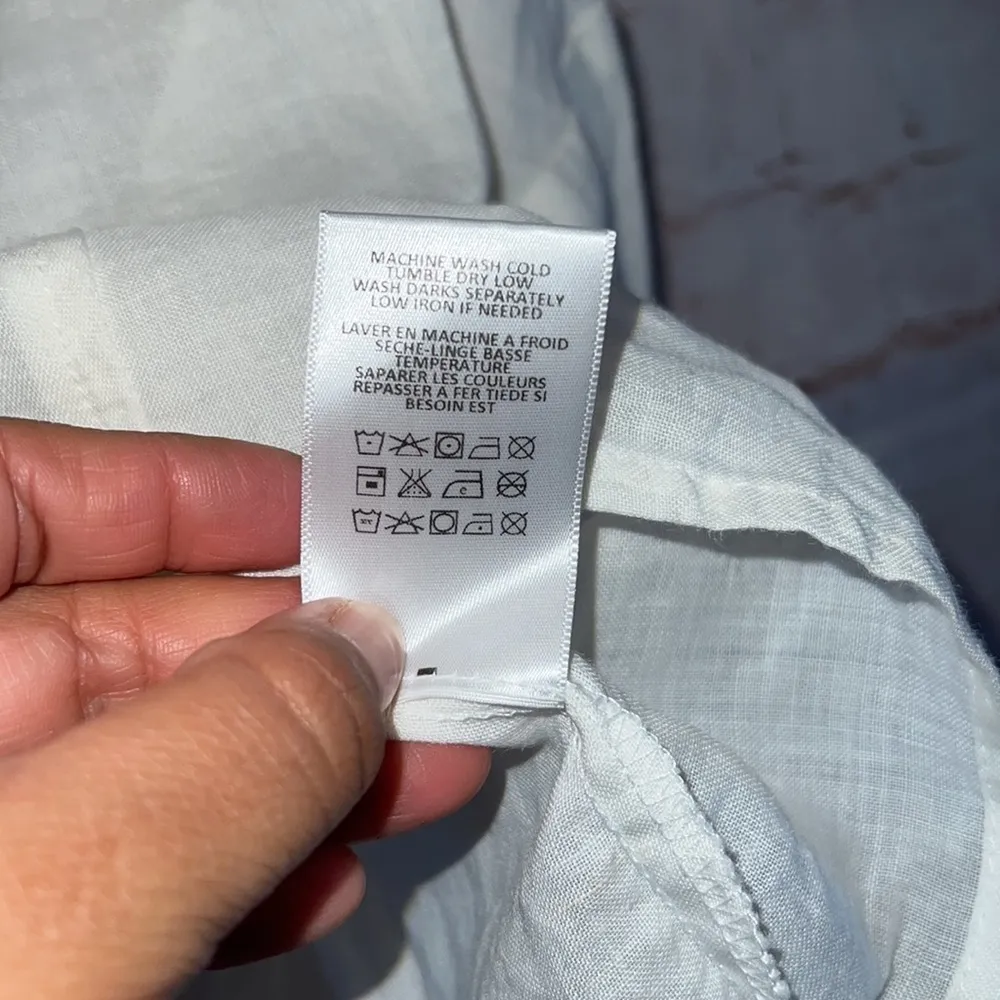 MACHINE WASH COLD
TUMBLE DRY LOW
WASH DARKS SEPARATELY
LOW IRON IF NEEDED
LAVER EN MACHINE A FROID
SECHE-LINGE BASSE
TEMPERATURE
SAPARER LES COULEURS
REPASSER A FER TIEDE SI
BESOIN EST